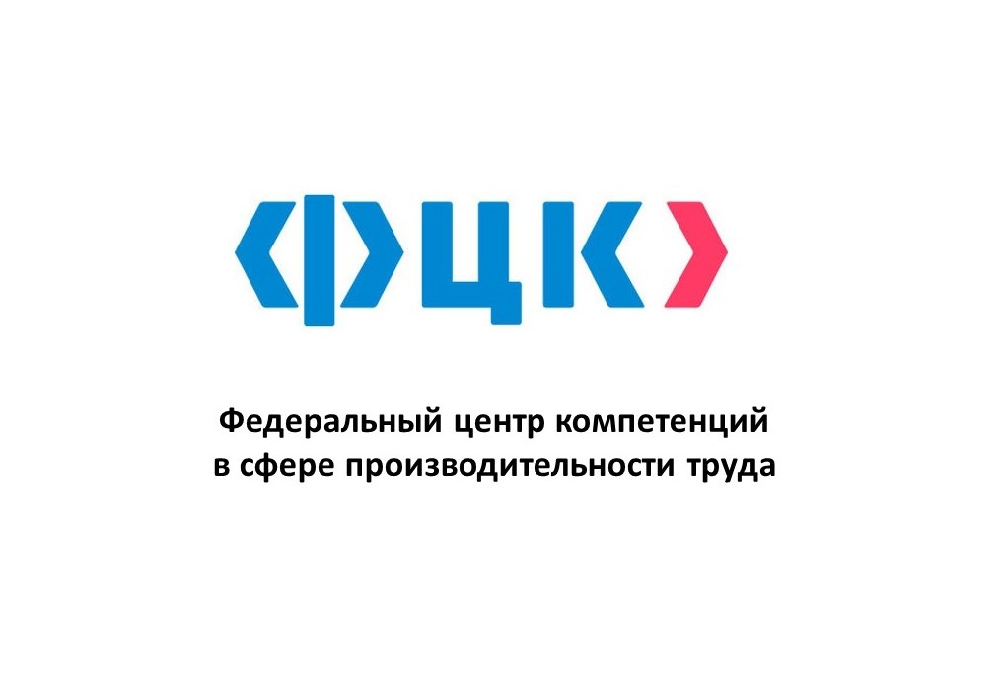 ФЦК
Федеральный центр компетенций
в сфере производительности труда